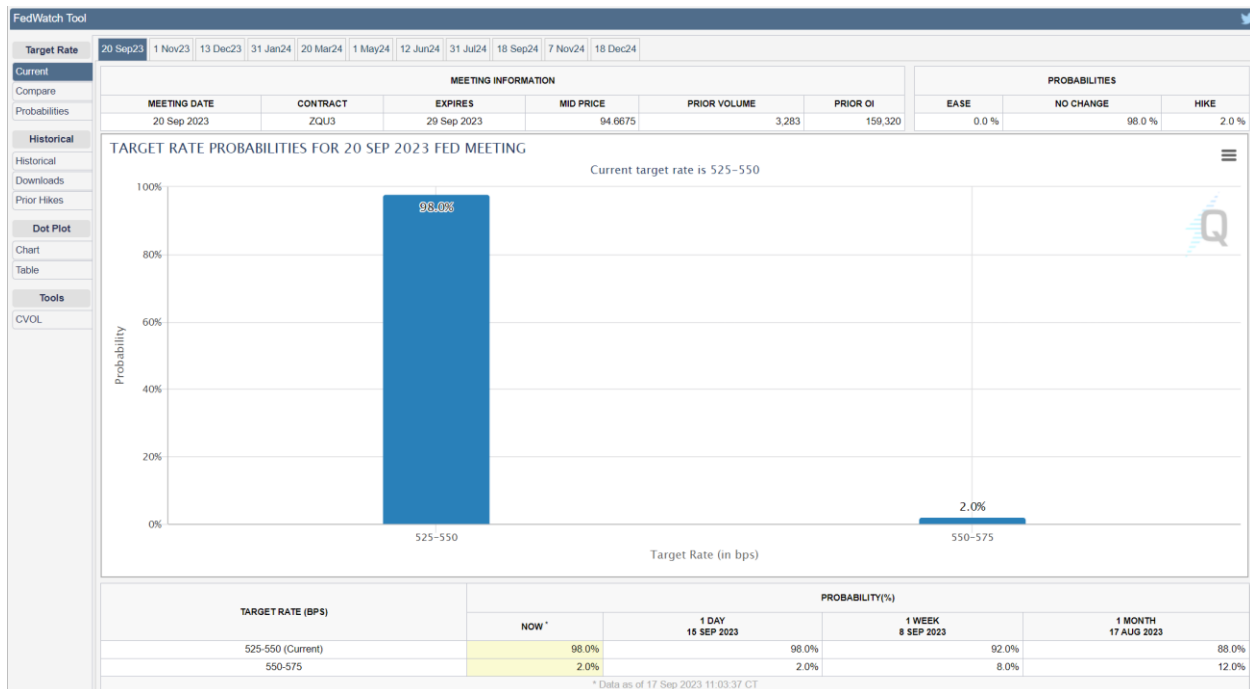 FedWatch Tool
Target Rate
Current
Compare
Probabilities
Historical
Historical
Downloads
Prior Hikes
Dot Plot
Chart
Table
Tools
CVOL
20 Sep23 1 Nov23 13 Dec23 31 Jan24 20 Mar24 1 May24 12 Jun24 31 Jul24 18 Sep24 7 Nov24 18 Dec24
MEETING INFORMATION
MEETING DATE CONTRACT EXPIRES MID PRICE PRIOR VOLUME PRIOR OI
20 Sep 2023 ZQU3 29 Sep 2023 94.6675 3,283 159,320
PROBABILITIES
EASE NO CHANGE HIKE
0.0 % 98.0 % 2.0 %
TARGET RATE PROBABILITIES FOR 20 SEP 2023 FED MEETING
Current target rate is 525-550
Q
Probability
100%
80%
60%
40%
20%
0%
98.0%
2.0%
525-550 550-575
Target Rate (in bps)
TARGET RATE (BPS) PROBABILITY(%)
NOW * 1 DAY 1 WEEK 1 MONTH
15 SEP 2023 8 SEP 2023 17 AUG 2023
525-550 (Current) 98.0% 98.0% 92.0% 88.0%
550-575 2.0% 2.0% 8.0% 12.0%
* Data as of 17 Sep 2023 11:03:37 CT